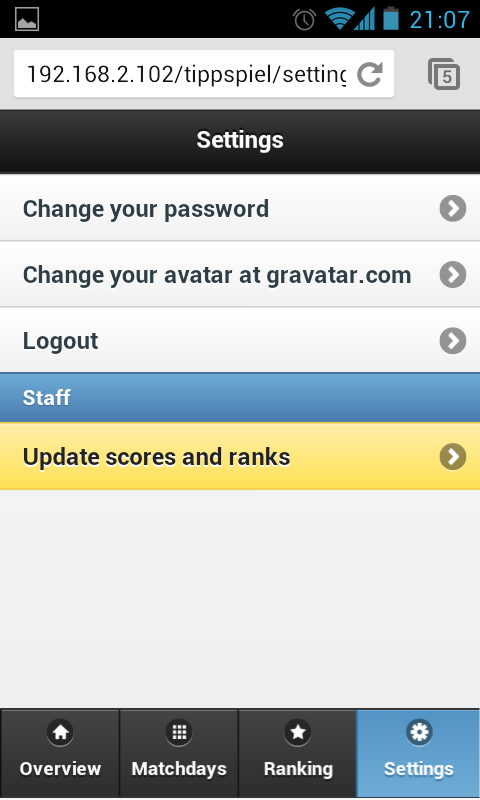 21:07
192.168.2.102/tippspiel/setting
5
Settings
Change your password
Change your avatar at gravatar.com
Logout
Staff
Update scores and ranks
Overview Matchdays Ranking Settings